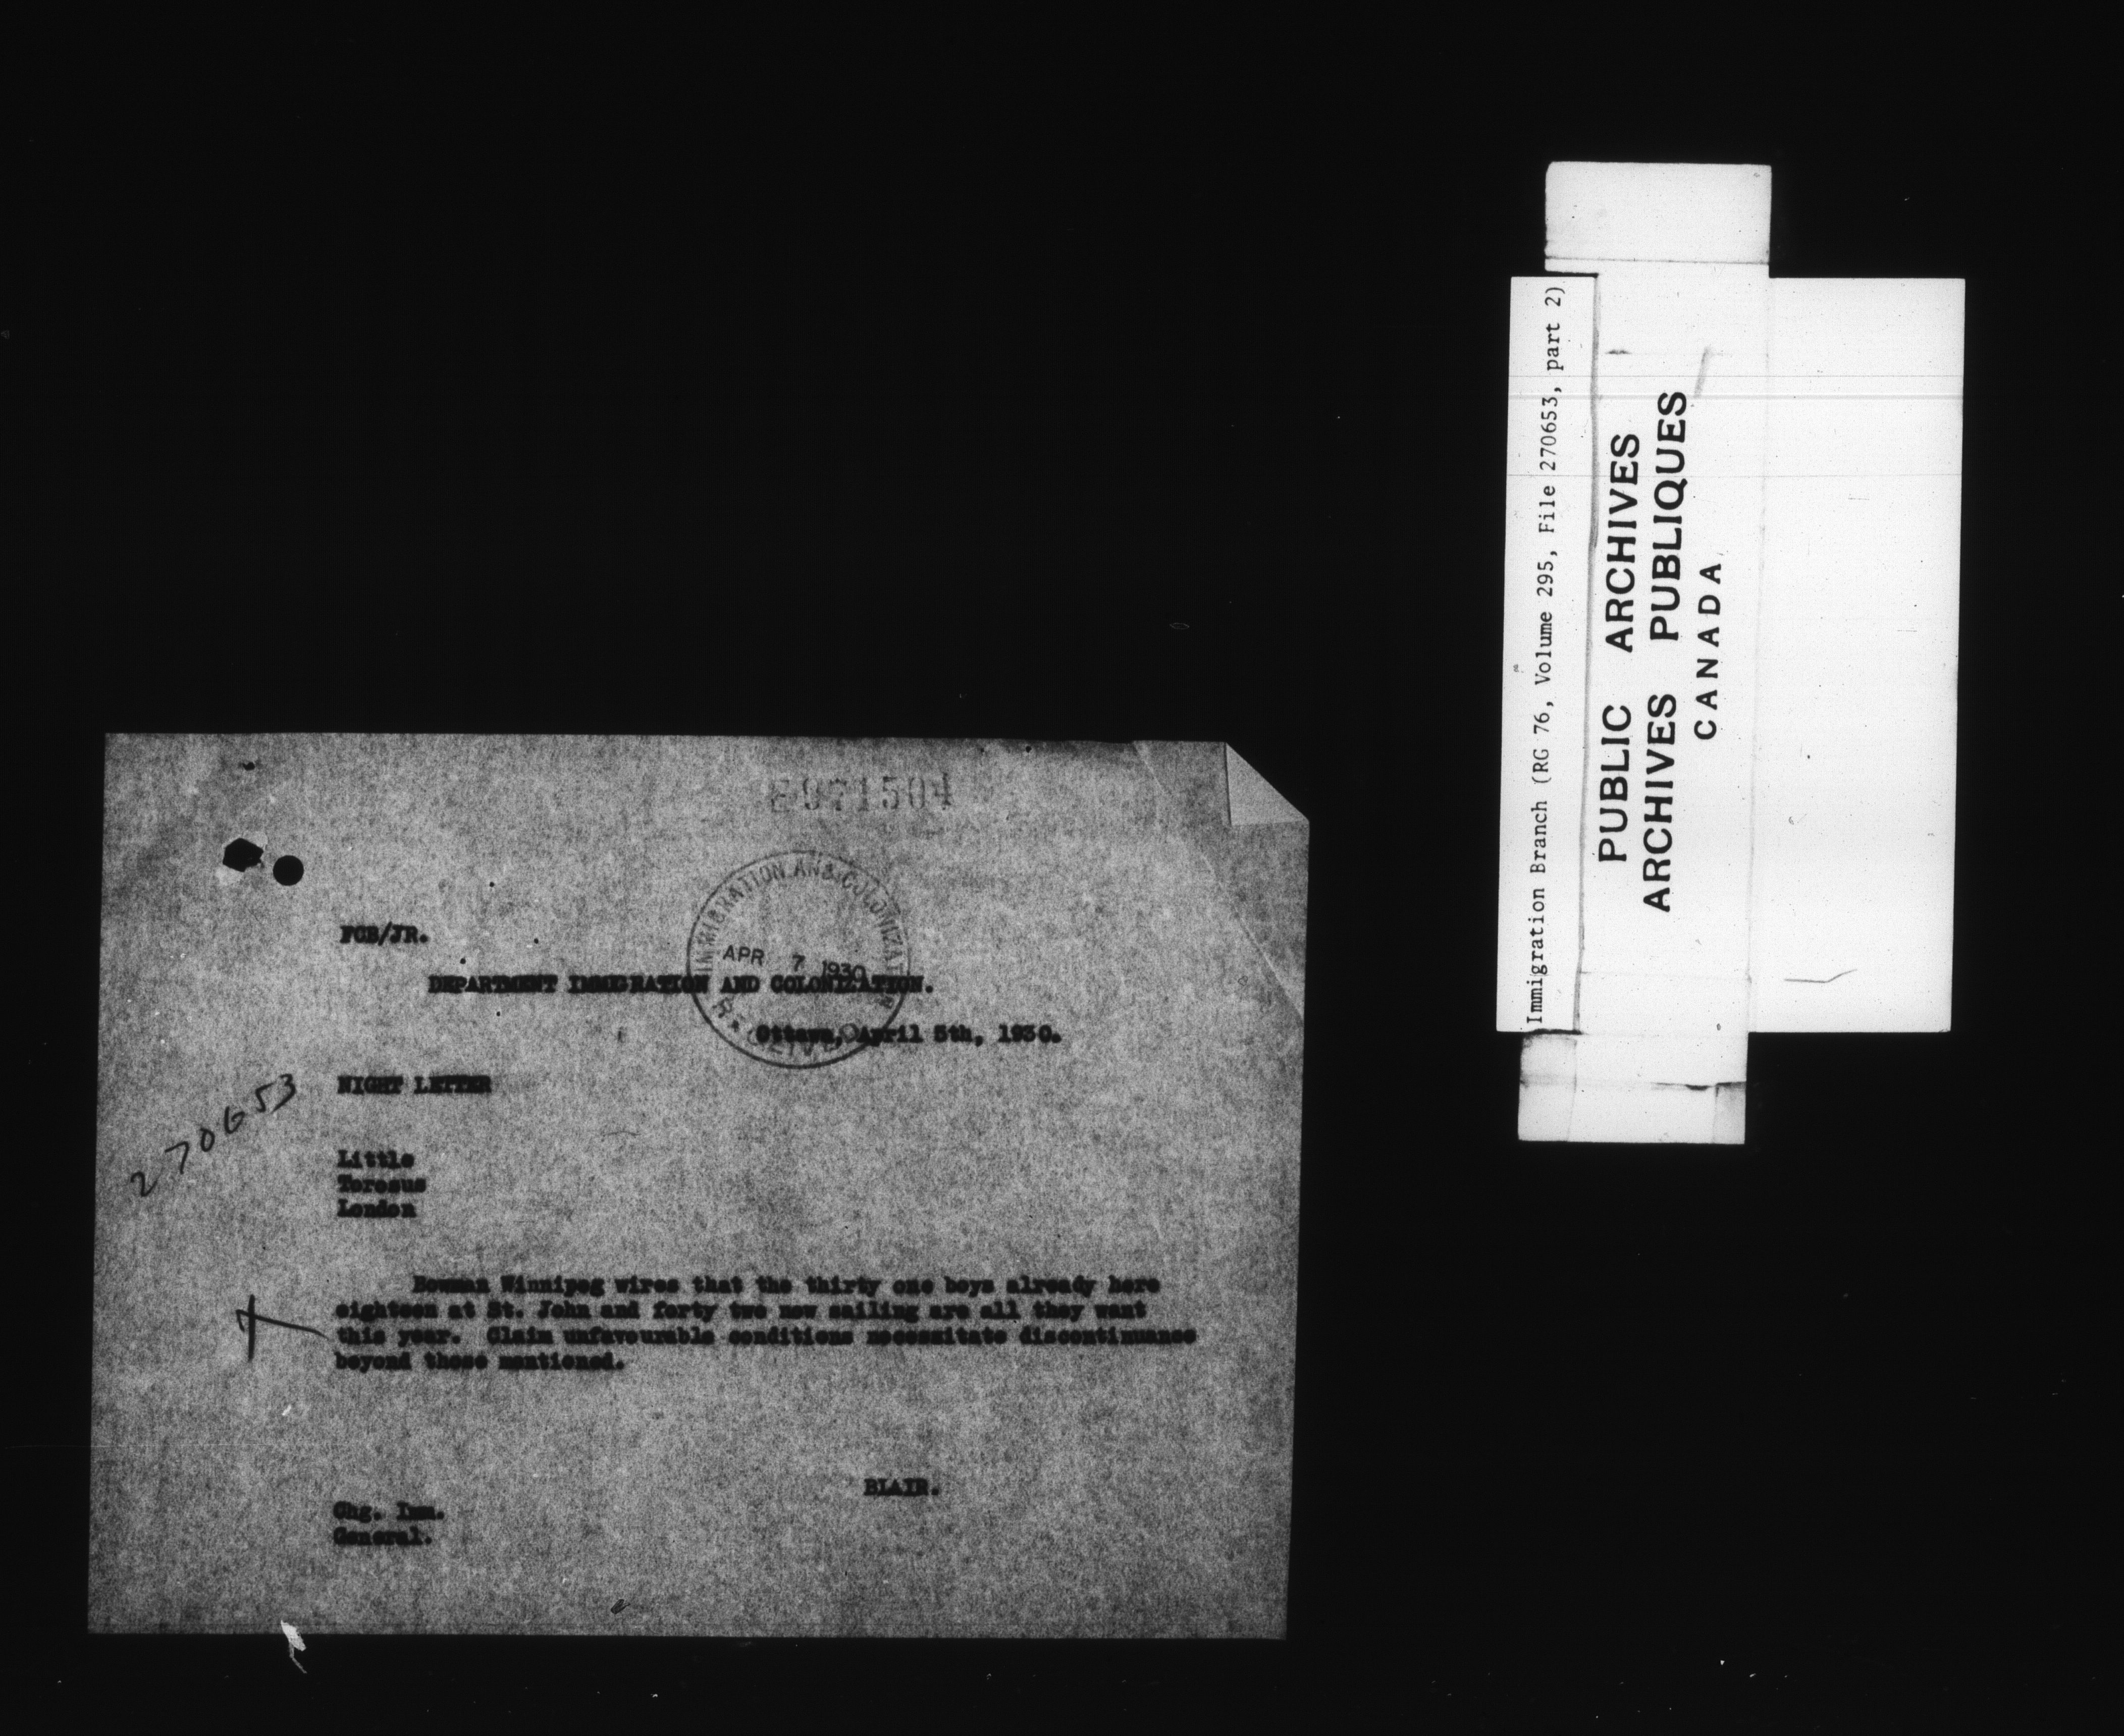 971504
IMMIGRATION AND COLONIZATION
APR 7 1930
RECEIVED
FCB/JR.
DEPARTMENT IMMIGRATION AND COLONIZATION.
Ottawa, April 5th, 1930.
270653
NIGHT LETTER
Little
Toresus
London
Bowman Winnipeg wires that the thirty one boys already here
eighteen at St. John and forty two now sailing are all they want
this year. Claim unfavourable conditions necessitate discontinuance
beyond those mentioned.
BLAIR.
Chg. Imm.
General.
Immigration Branch (RG 76, Volume 295, File 270653, part 2)
PUBLIC ARCHIVES
ARCHIVES PUBLIQUES
CANADA